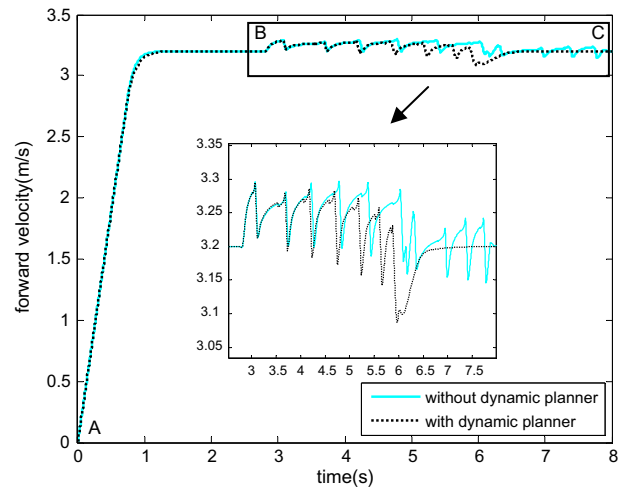 3.5
B
C
3
forward velocity(m/s)
2.5
2
1.5
1
0.5
0
A
3.3
3.25
3.2
3.15
3.1
3.05
3 3.5 4 4.5 5 5.5 6 6.5 7 7.5
without dynamic planner
with dynamic planner
0 1 2 3 4 5 6 7 8
time(s)